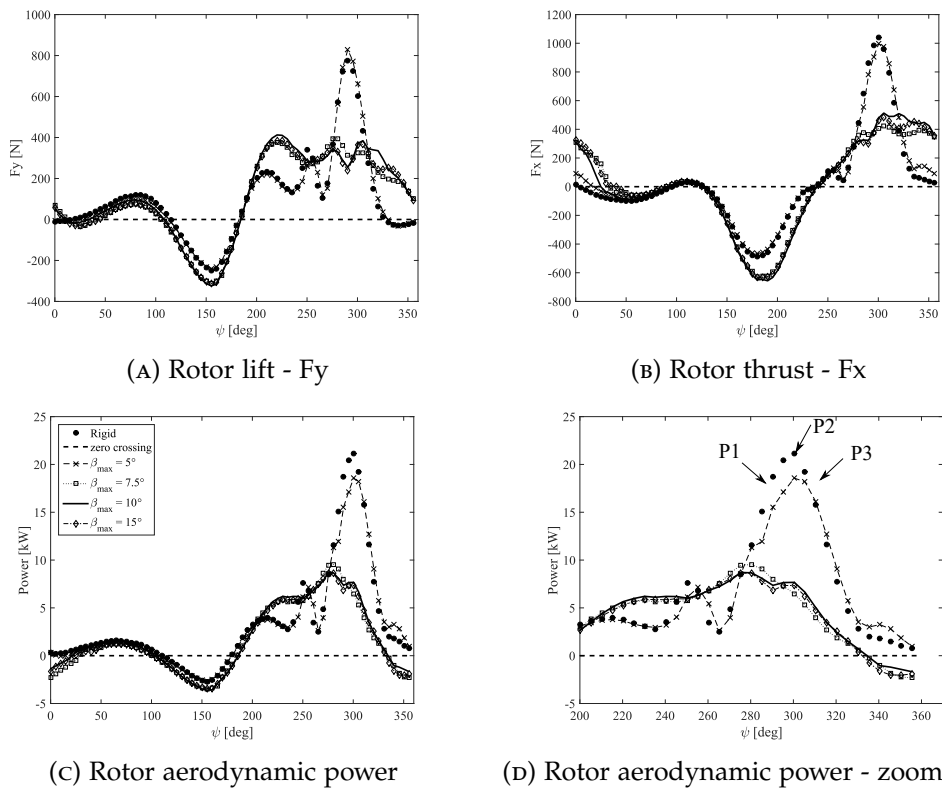 1000
800
600
400
200
0
-200
-400
Fy [N]
0 50 100 150 200 250 300 350
ψ [deg]
(A) Rotor lift - Fy
1200
1000
800
600
400
200
0
-200
-400
-600
-800
Fx [N]
0 50 100 150 200 250 300 350
ψ [deg]
(B) Rotor thrust - Fx
25
20
15
10
5
0
-5
Power [kW]
Rigid
zero crossing
β_max = 5°
β_max = 7.5°
β_max = 10°
β_max = 15°
0 50 100 150 200 250 300 350
ψ [deg]
(C) Rotor aerodynamic power
25
20
15
10
5
0
-5
Power [kW]
P1
P2
P3
200 220 240 260 280 300 320 340 360
ψ [deg]
(D) Rotor aerodynamic power - zoom